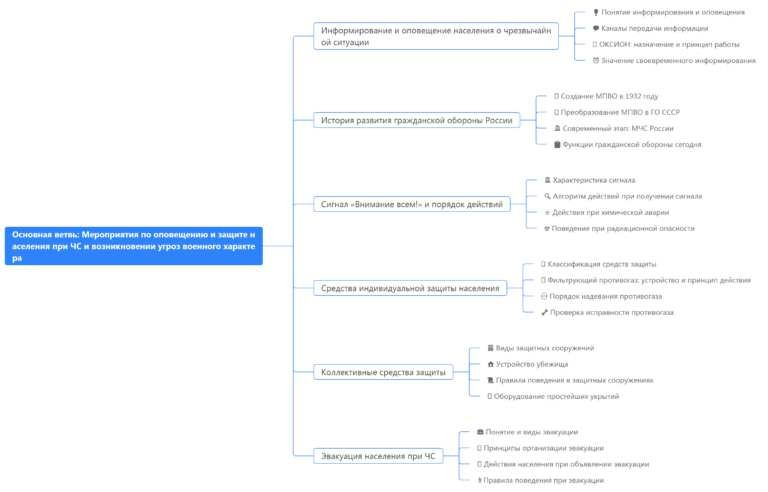 Основная ветвь: Мероприятия по оповещению и защите н
аселения при ЧС и возникновении угроз военного характе
ра
Информирование и оповещение населения о чрезвычайн
ой ситуации
Понятие информирования и оповещения
Каналы передачи информации
ОКСИОН: назначение и принцип работы
Значение своевременного информирования
История развития гражданской обороны России
Создание МПВО в 1932 году
Преобразование МПВО в ГО СССР
Современный этап: МЧС России
Функции гражданской обороны сегодня
Сигнал «Внимание всем!» и порядок действий
Характеристика сигнала
Алгоритм действий при получении сигнала
Действия при химической аварии
Поведение при радиационной опасности
Средства индивидуальной защиты населения
Классификация средств защиты
Фильтрующий противогаз: устройство и принцип действия
Порядок надевания противогаза
Проверка исправности противогаза
Коллективные средства защиты
Виды защитных сооружений
Устройство убежища
Правила поведения в защитных сооружениях
Оборудование простейших укрытий
Эвакуация населения при ЧС
Понятие и виды эвакуации
Принципы организации эвакуации
Действия населения при объявлении эвакуации
Правила поведения при эвакуации